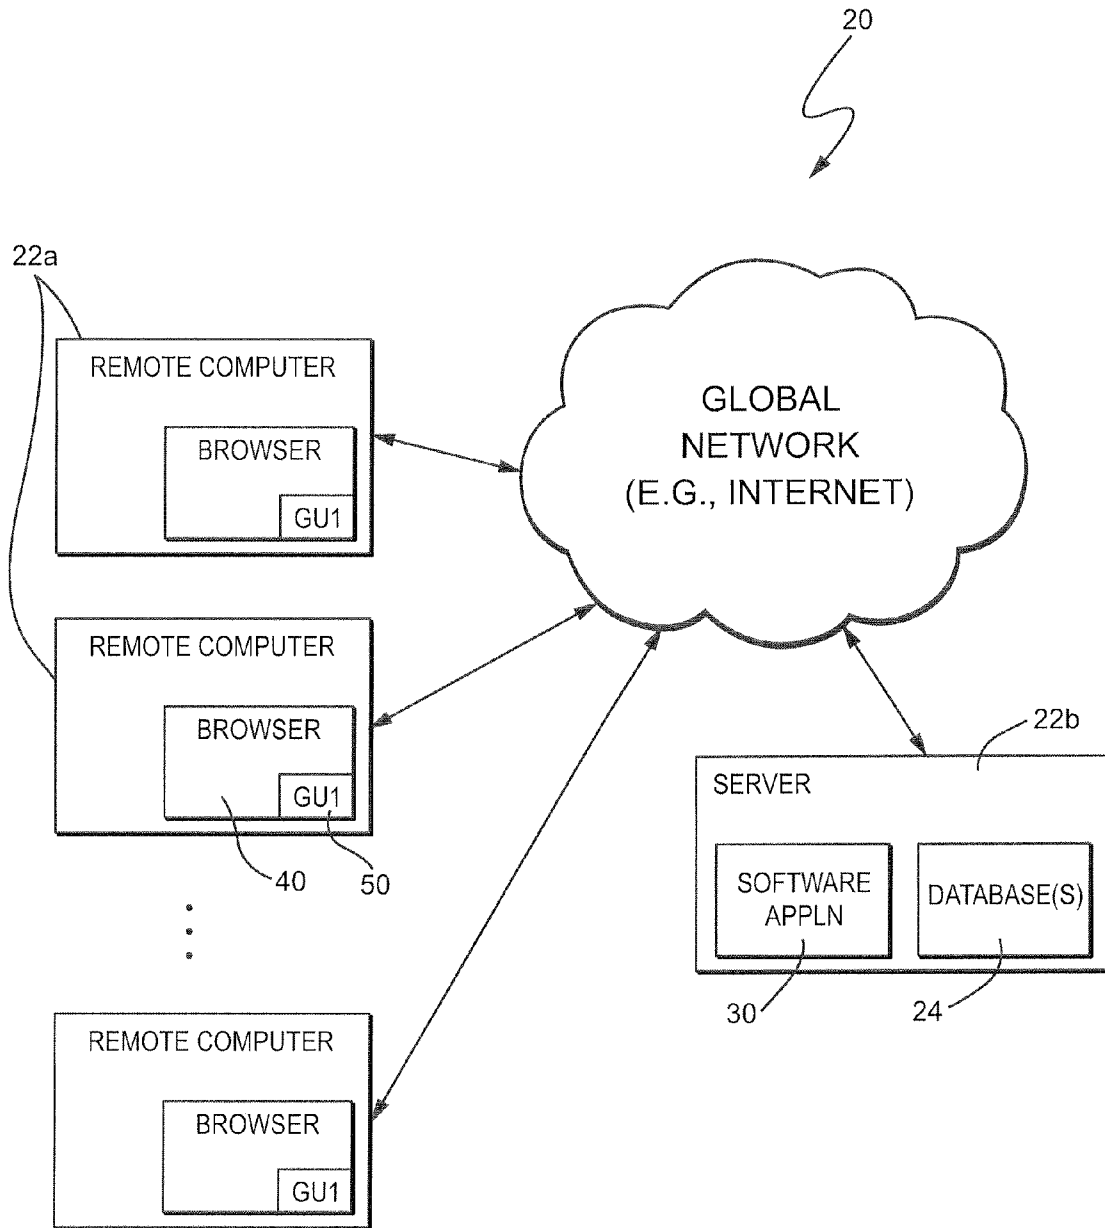 20
22a
REMOTE COMPUTER
BROWSER
GU1
GLOBAL
NETWORK
(E.G., INTERNET)
REMOTE COMPUTER
BROWSER
GU1
40
50
22b
SERVER
SOFTWARE
APPLN
DATABASE(S)
30
24
REMOTE COMPUTER
BROWSER
GU1